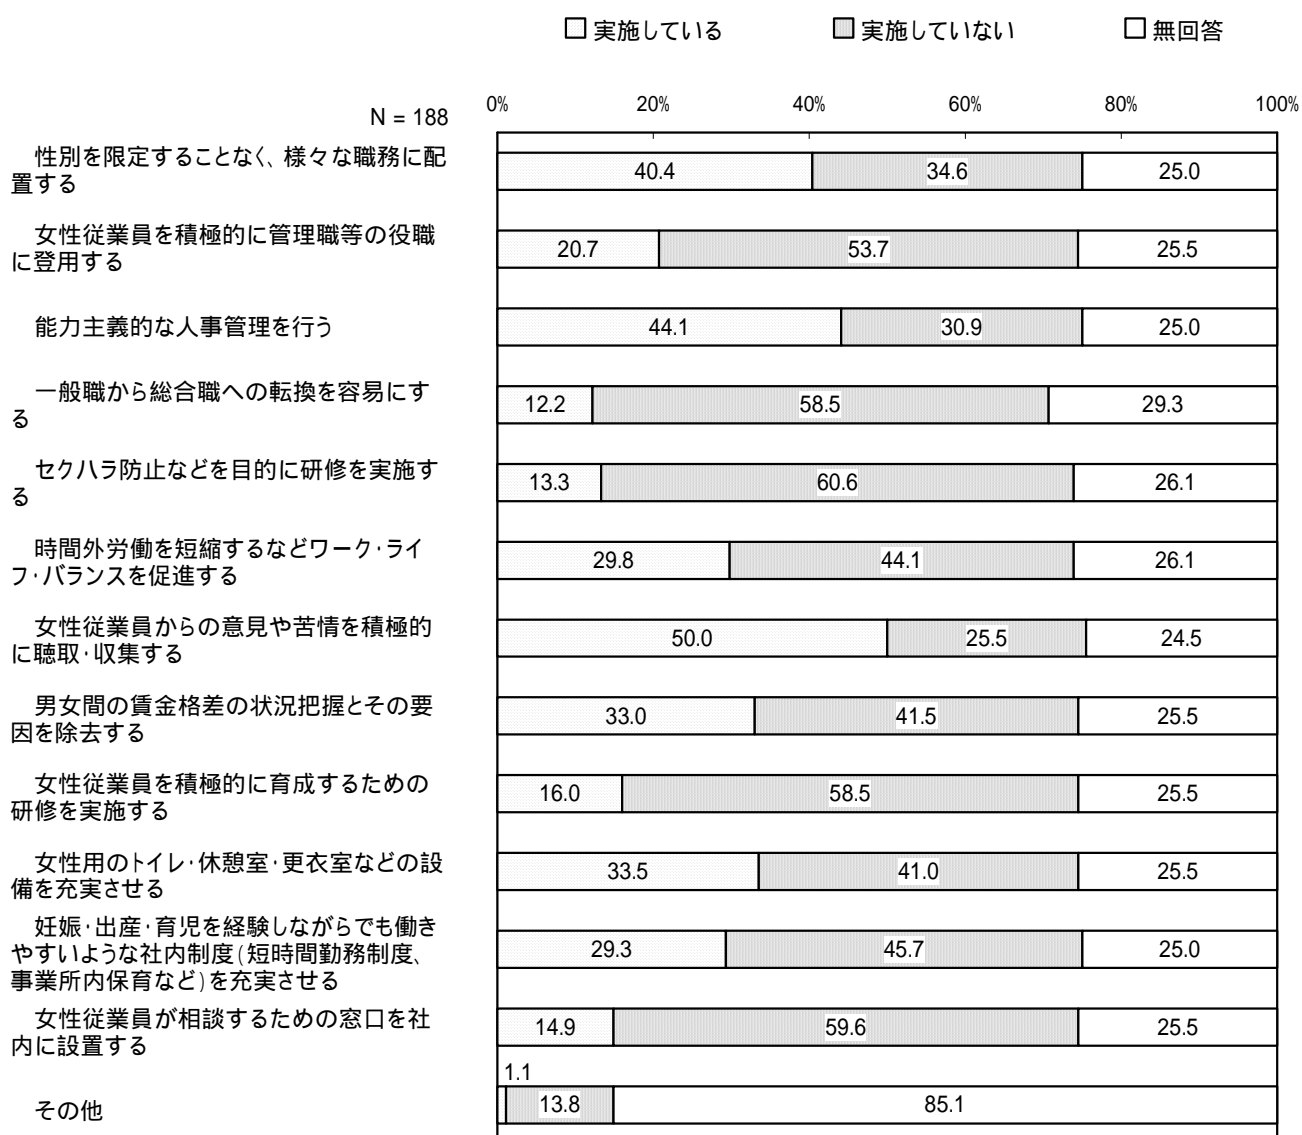 実施している 実施していない 無回答
N = 188
0% 20% 40% 60% 80% 100%
性別を限定することなく、様々な職務に配
置する
40.4 34.6 25.0
女性従業員を積極的に管理職等の役職
に登用する
20.7 53.7 25.5
能力主義的な人事管理を行う
44.1 30.9 25.0
一般職から総合職への転換を容易にす
る
12.2 58.5 29.3
セクハラ防止などを目的に研修を実施す
る
13.3 60.6 26.1
時間外労働を短縮するなどワーク・ライ
フ・バランスを促進する
29.8 44.1 26.1
女性従業員からの意見や苦情を積極的
に聴取・収集する
50.0 25.5 24.5
男女間の賃金格差の状況把握とその要
因を除去する
33.0 41.5 25.5
女性従業員を積極的に育成するための
研修を実施する
16.0 58.5 25.5
女性用のトイレ・休憩室・更衣室などの設
備を充実させる
33.5 41.0 25.5
妊娠・出産・育児を経験しながらでも働き
やすいような社内制度(短時間勤務制度、
事業所内保育など)を充実させる
29.3 45.7 25.0
女性従業員が相談するための窓口を社
内に設置する
14.9 59.6 25.5
その他
1.1 13.8 85.1